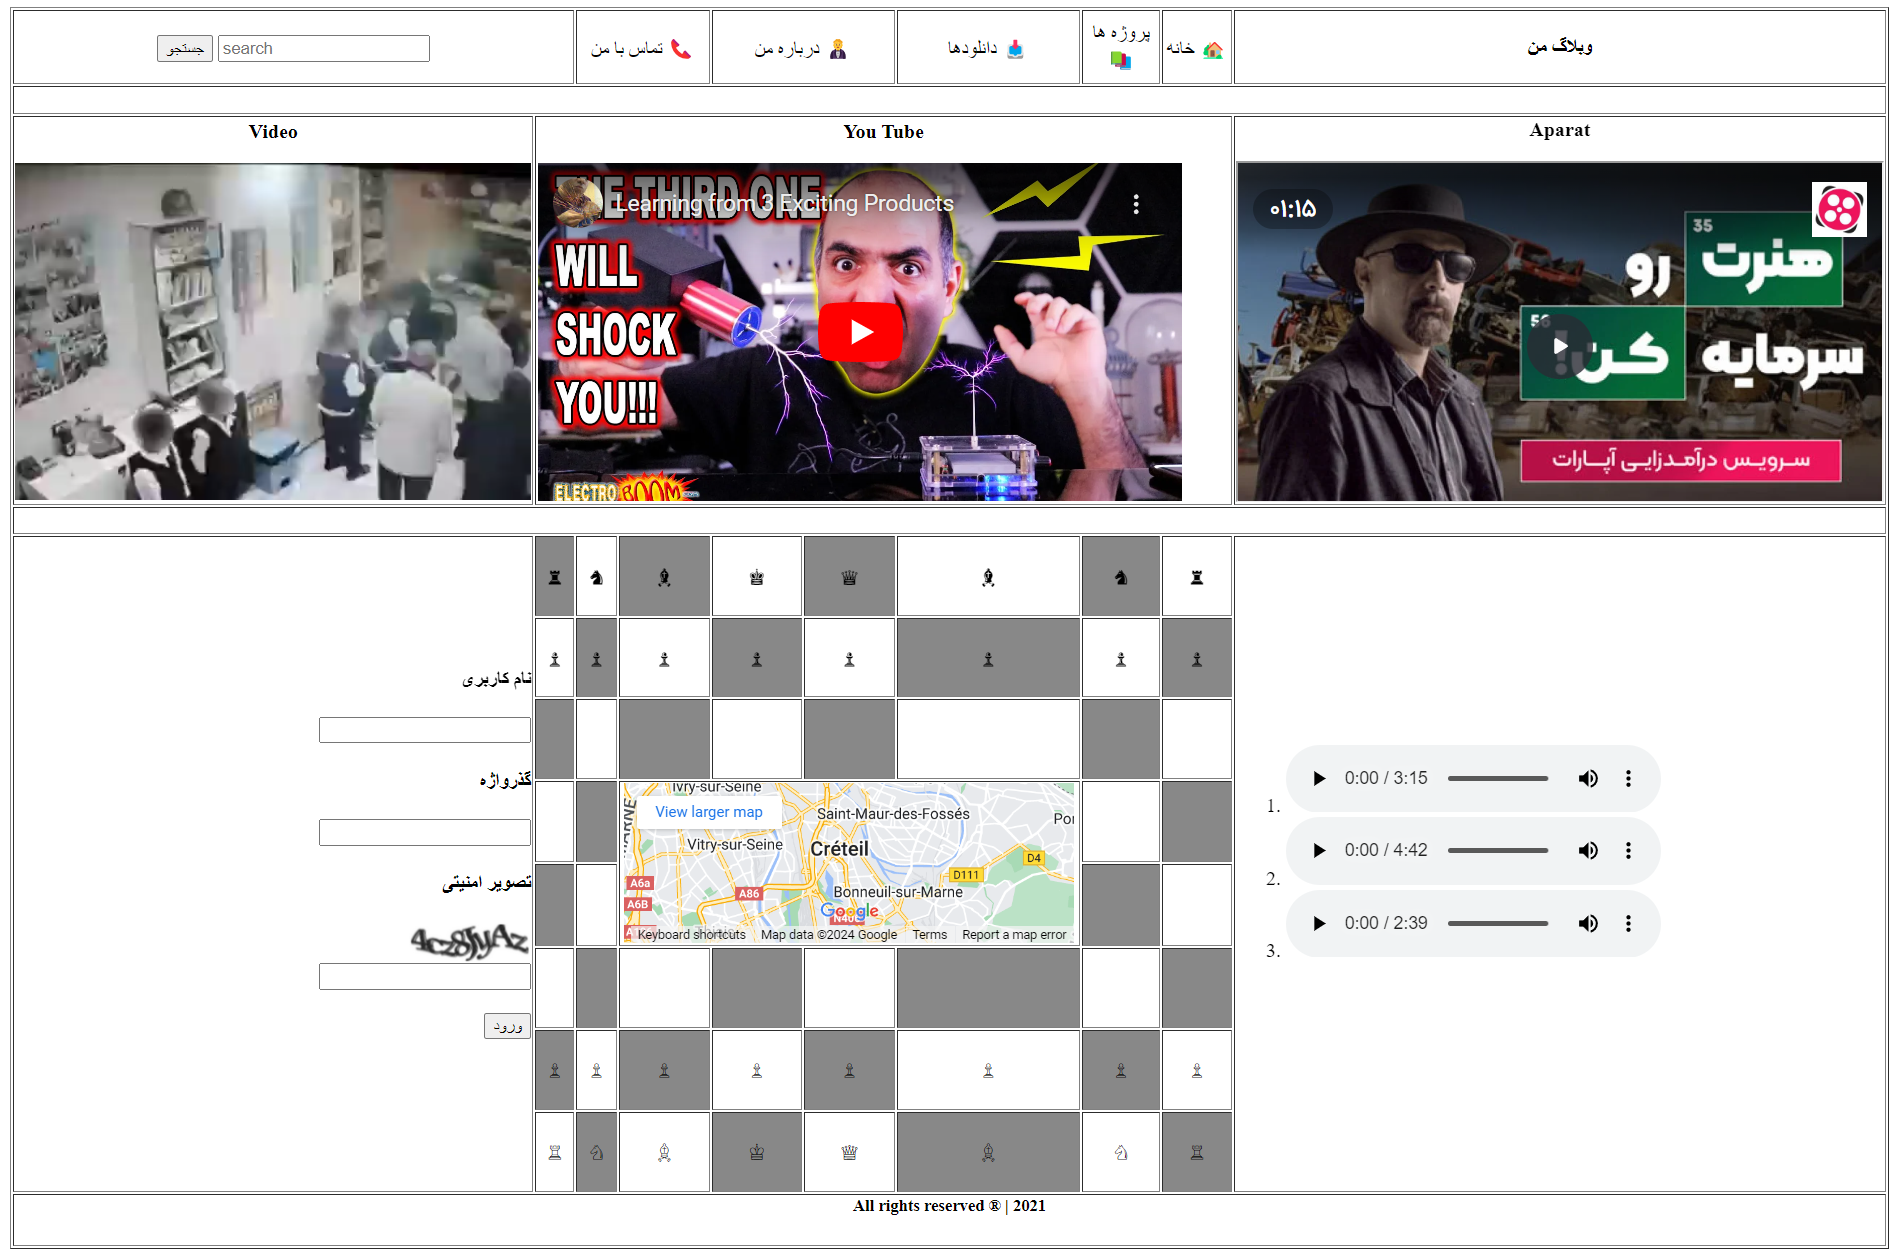 وبلاگ من
🏠 خانه
پروژه ها
📚
📥 دانلودها
🤵 درباره من
📞 تماس با من
search
جستجو
Aparat
You Tube
Video
۰۱:۱۵
35
هنرت رو
56
سرمایه کن!
سرویس درآمدزایی آپارات
Learning from 3 Exciting Products
THE THIRD ONE
WILL
SHOCK
YOU!!!
ELECTRO BOOM
0:00 / 3:15
1.
0:00 / 4:42
2.
0:00 / 2:39
3.
♜ ♞ ♝ ♚ ♛ ♝ ♞ ♜
♗ ♗ ♗ ♗ ♗ ♗ ♗ ♗
♖ ♘ ♗ ♔ ♕ ♗ ♘ ♖
Ivry-sur-Seine
View larger map
Saint-Maur-des-Fossés
Vitry-sur-Seine
Créteil
D4
D111
A6a
A86
Bonneuil-sur-Marne
A6B
Google
Keyboard shortcuts
Map data ©2024 Google
Terms
Report a map error
نام کاربری
گذرواژه
تصویر امنیتی
4cz8JyAz
ورود
All rights reserved ® | 2021